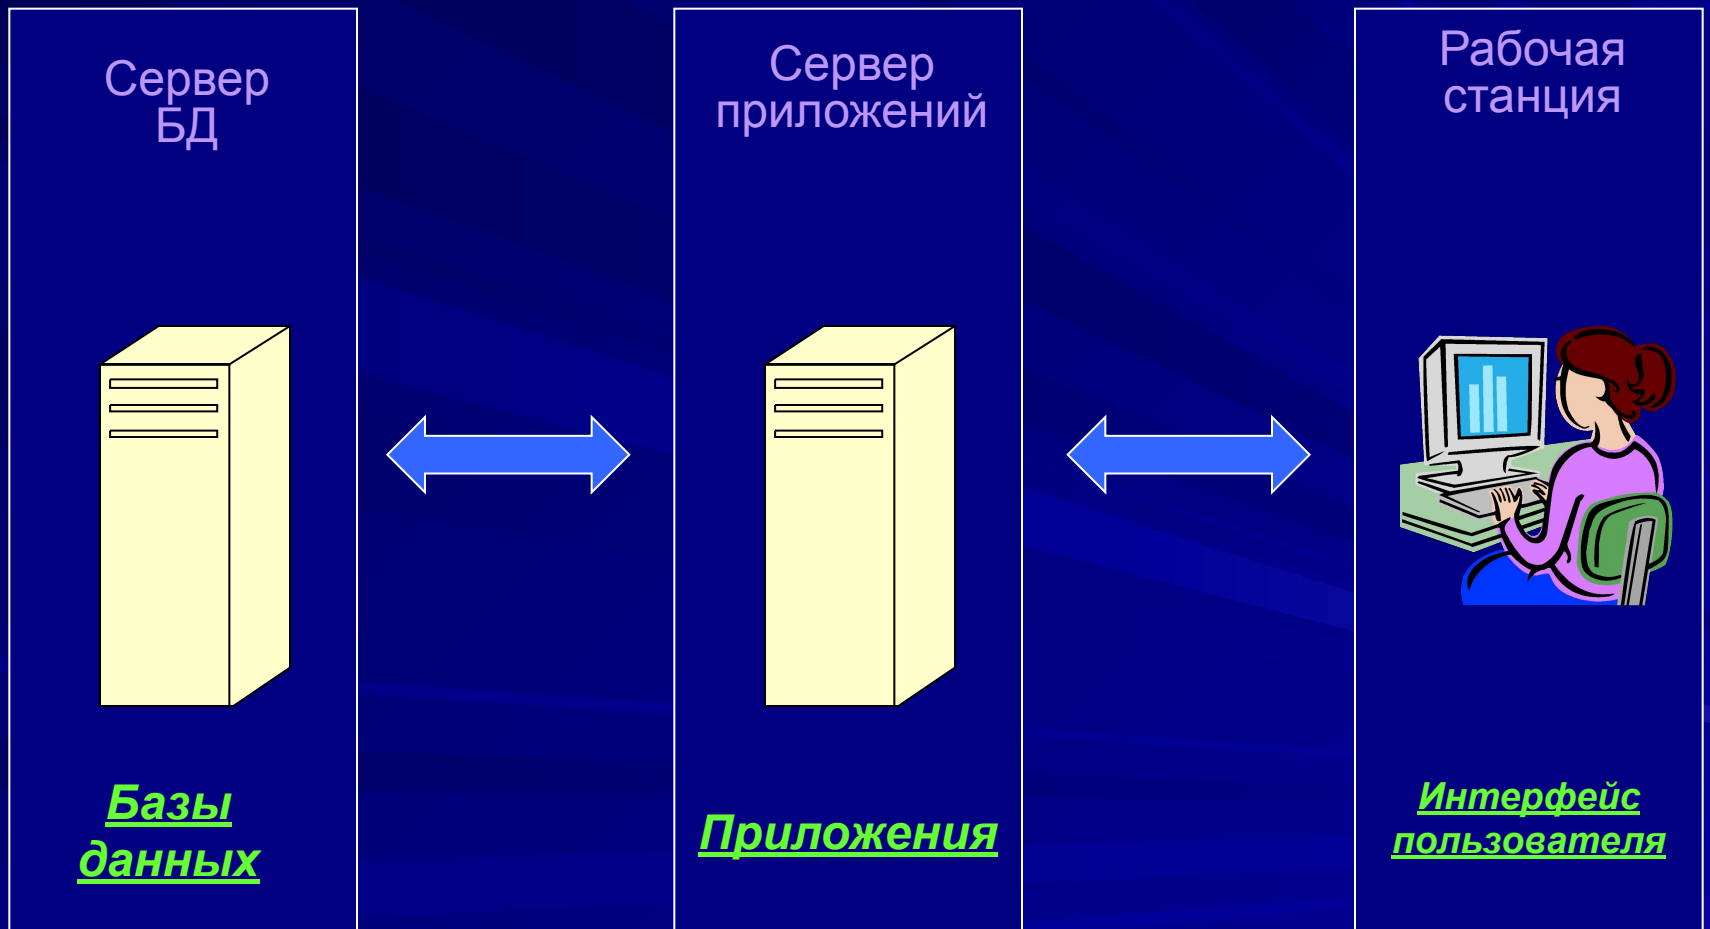 Сервер
БД
Сервер
приложений
Рабочая
станция
Базы
данных
Приложения
Интерфейс
пользователя